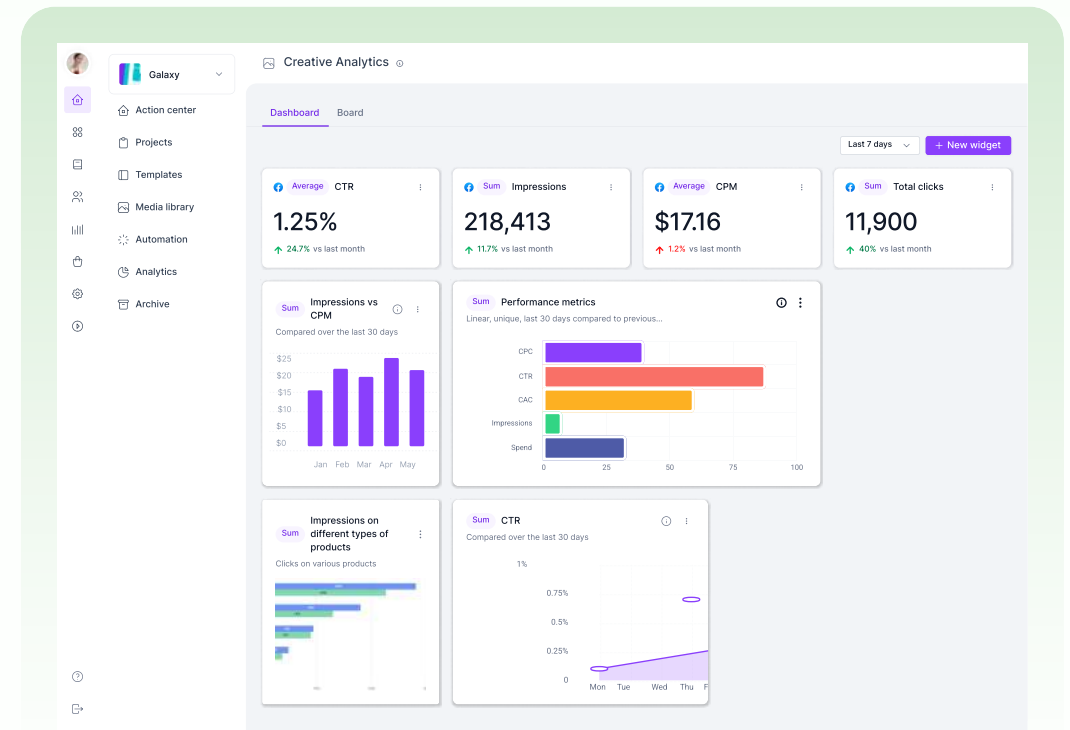 Creative Analytics
Galaxy
Action center
Projects
Templates
Media library
Automation
Analytics
Archive
Dashboard Board
Last 7 days
+ New widget
Average CTR
1.25%
24.7% vs last month
Sum Impressions
218,413
11.7% vs last month
Average CPM
$17.16
1.2% vs last month
Sum Total clicks
11,900
40% vs last month
Sum Impressions vs
CPM
Compared over the last 30 days
$25
$20
$15
$10
$5
$0
Jan Feb Mar Apr May
Sum Performance metrics
Linear, unique, last 30 days compared to previous...
CPC
CTR
CAC
Impressions
Spend
0 25 50 75 100
Sum Impressions on
different types of
products
Clicks on various products
Sum CTR
Compared over the last 30 days
1%
0.75%
0.5%
0.25%
0
Mon Tue Wed Thu F